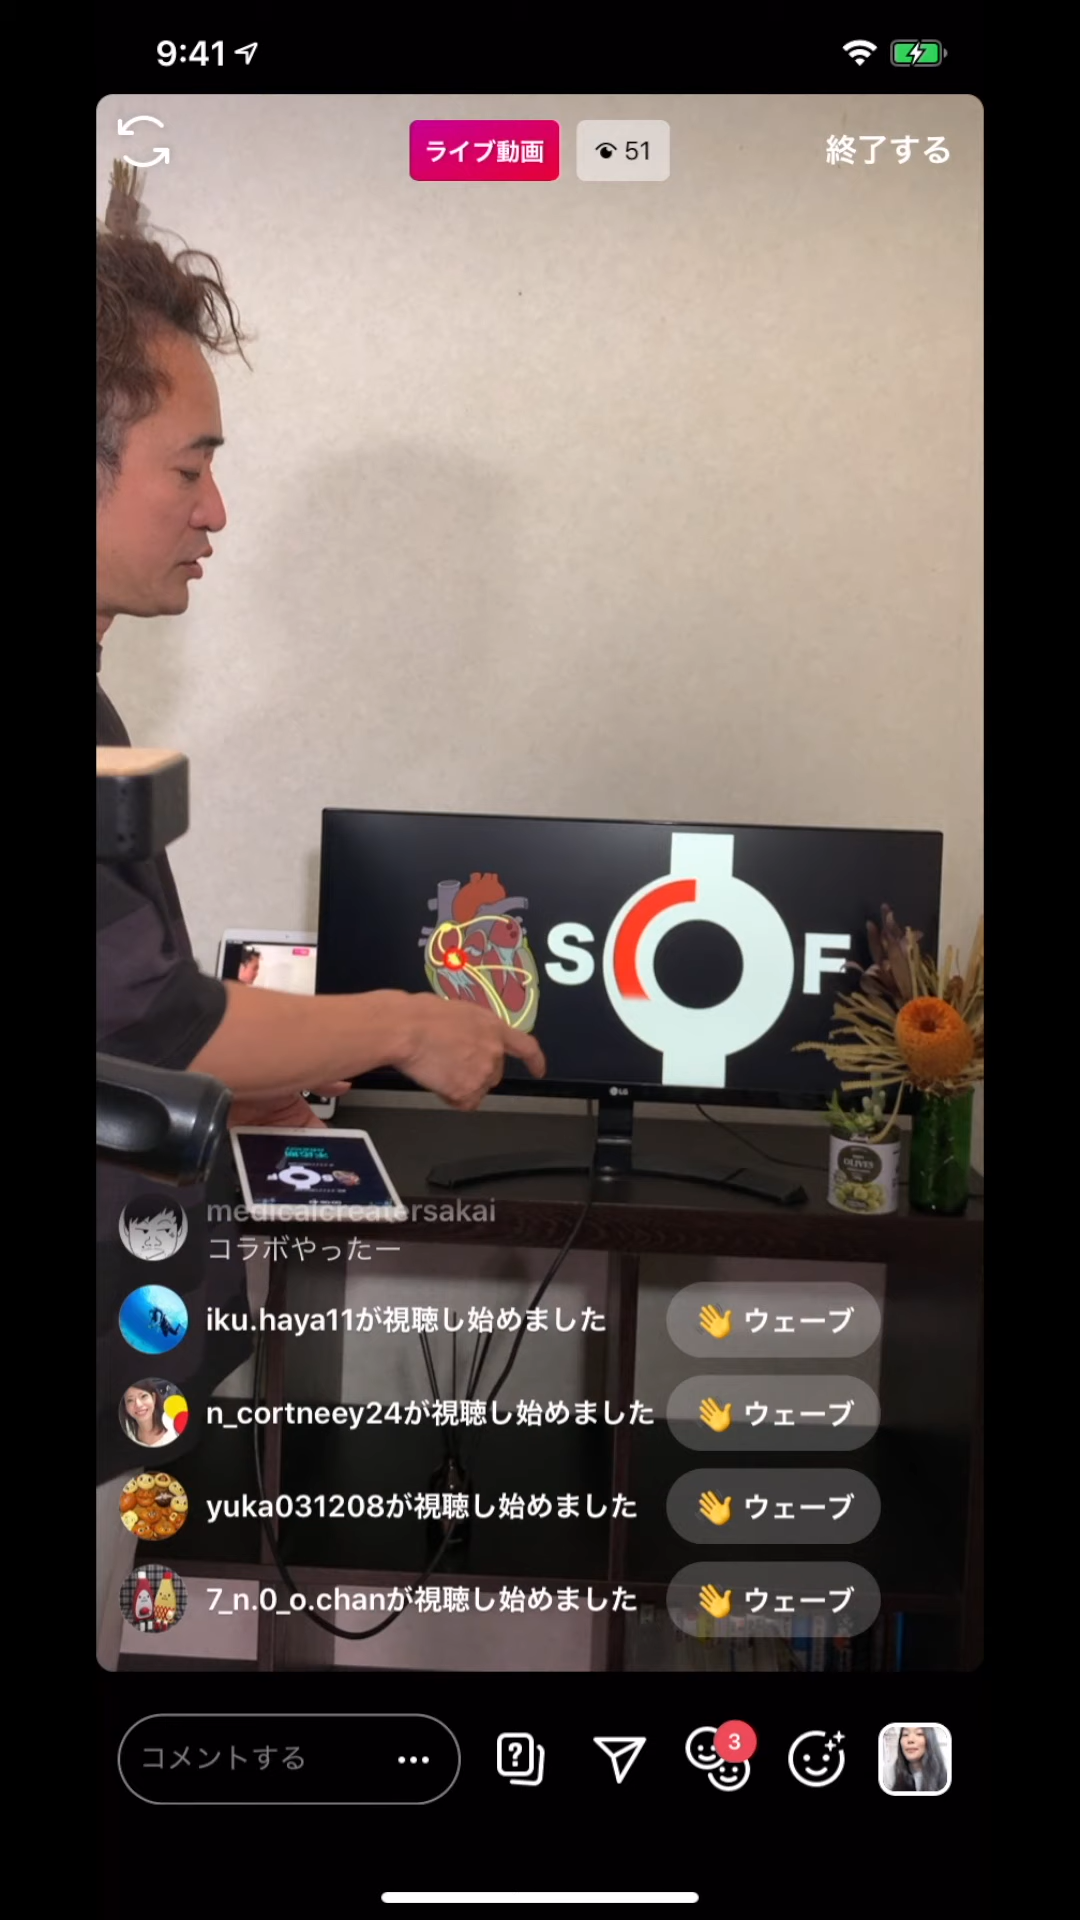 9:41
ライブ動画
51
終了する
S
F
LG
OLIVES
medicalcreatersakai
コラボやったー
iku.haya11が視聴し始めました
ウェーブ
n_cortneey24が視聴し始めました
ウェーブ
yuka031208が視聴し始めました
ウェーブ
7_n.0_o.chanが視聴し始めました
ウェーブ
コメントする
3